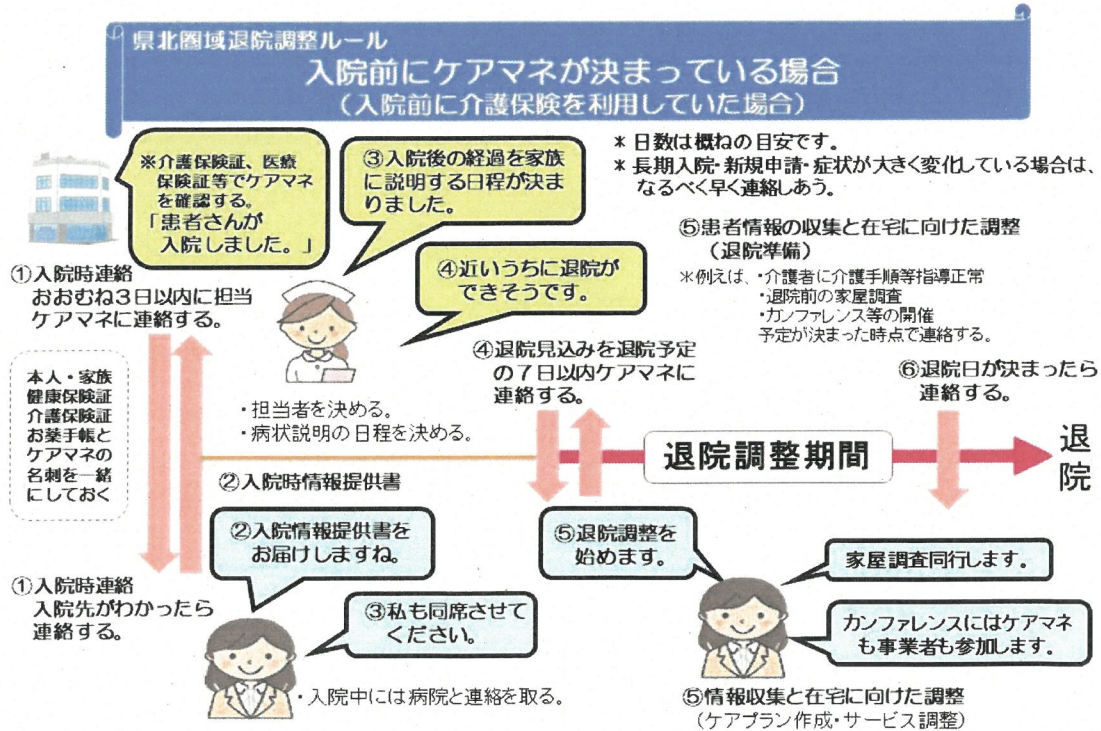 県北圏域退院調整ルール
入院前にケアマネが決まっている場合
（入院前に介護保険を利用していた場合）
※介護保険証、医療
保険証等でケアマネ
を確認する。
「患者さんが
入院しました。」
③入院後の経過を家族
に説明する日程が決ま
りました。
＊日数は概ねの目安です。
＊長期入院・新規申請・症状が大きく変化している場合は、
なるべく早く連絡しあう。
①入院時連絡
おおむね３日以内に担当
ケアマネに連絡する。
④近いうちに退院が
できそうです。
⑤患者情報の収集と在宅に向けた調整
（退院準備）
※例えは、・介護者に介護手順等指導正常
・退院前の家屋調査
・カンファレンス等の開催
予定が決まった時点で連絡する。
④退院見込みを退院予定
の７日以内ケアマネに
連絡する。
⑥退院日が決まったら
連絡する。
本人・家族
健康保険証
介護保険証
お薬手帳と
ケアマネの
名刺を一緒
にしておく
・担当者を決める。
・病状説明の日程を決める。
退院調整期間
退院
②入院時情報提供書
②入院情報提供書を
お届けしますね。
⑤退院調整を
始めます。
家屋調査同行します。
①入院時連絡
入院先がわかったら
連絡する。
③私も同席させて
ください。
カンファレンスにはケアマネ
も事業者も参加します。
・入院中には病院と連絡を取る。
⑤情報収集と在宅に向けた調整
（ケアプラン作成・サービス調整）